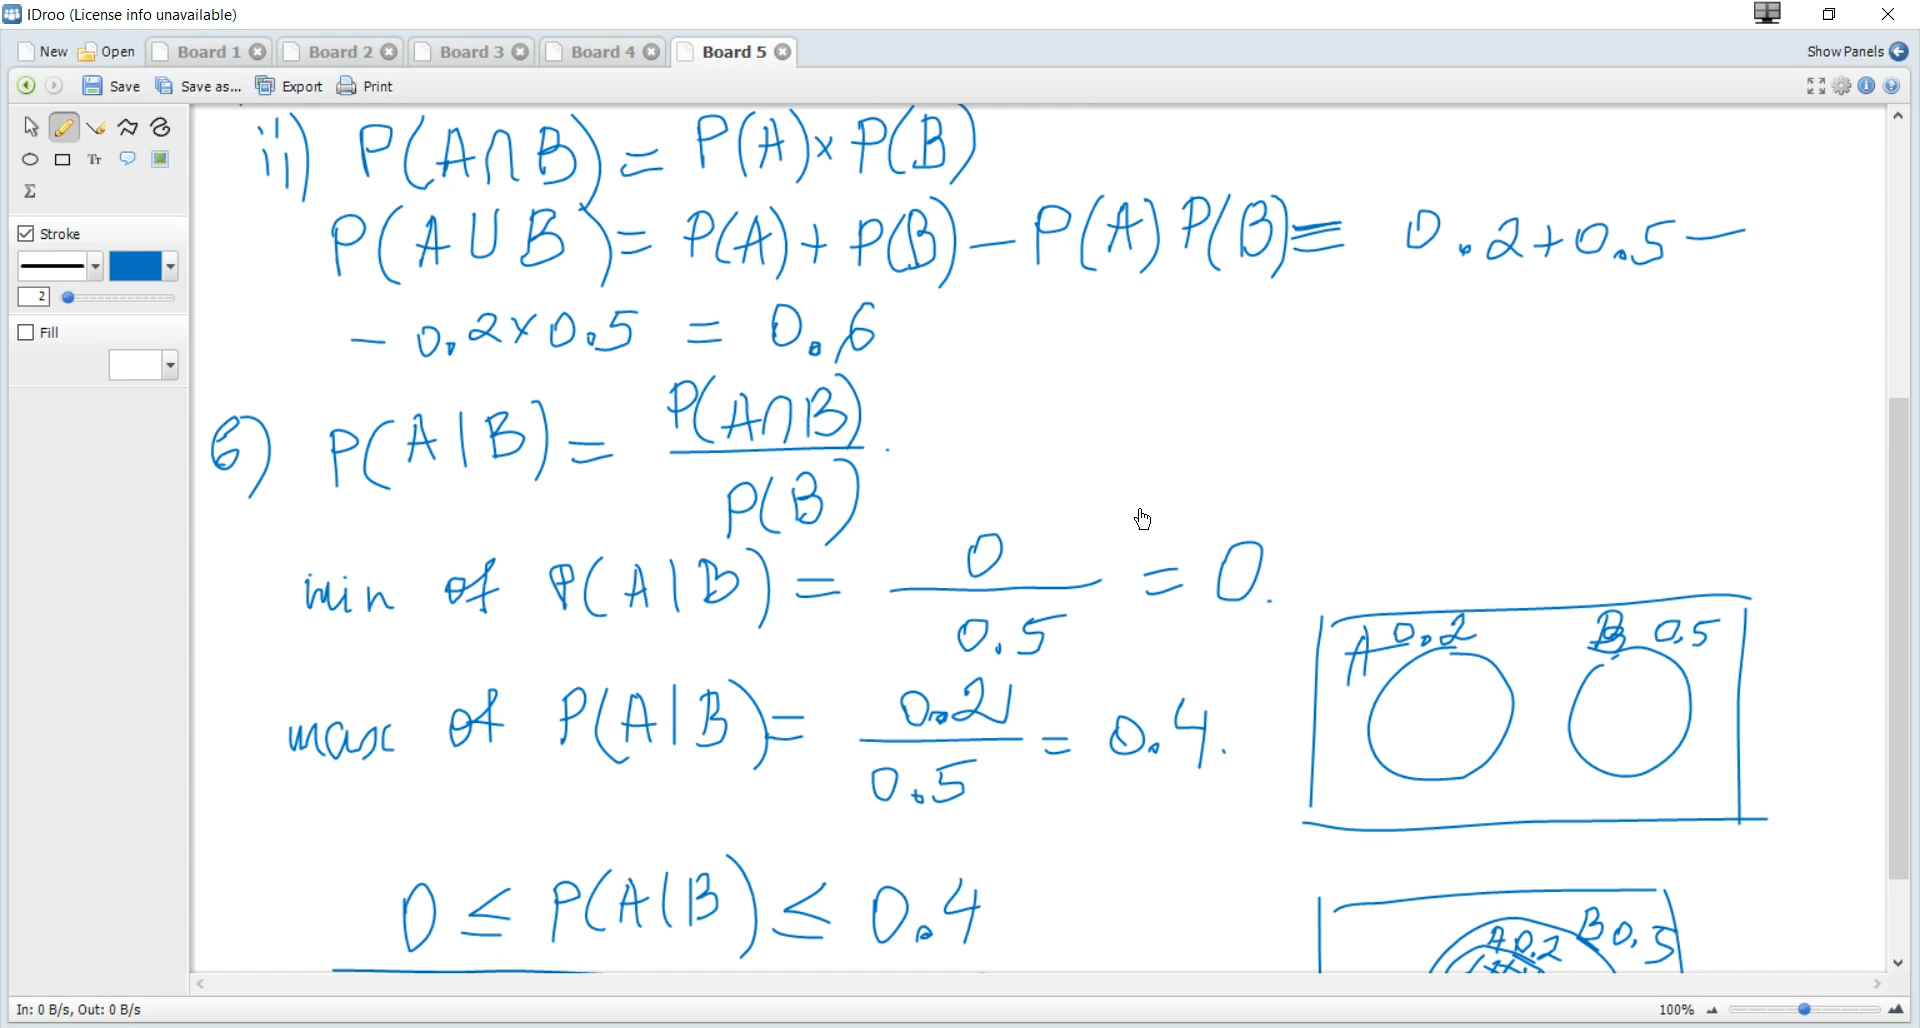 IDroo (License info unavailable)
New Open Board 1 Board 2 Board 3 Board 4 Board 5 Show Panels
Save Save as... Export Print
Stroke
2
Fill
ii) P(A∩B) = P(A)× P(B)
P(A∪B) = P(A)+ P(B) – P(A) P(B) = 0.2+0.5 –
– 0.2×0.5 = 0.6
b) P(A|B) = P(A∩B) / P(B).
min of P(A|B) = 0 / 0.5 = 0.
max of P(A|B) = 0.2 / 0.5 = 0.4.
A 0.2 B 0.5
0 ≤ P(A|B) ≤ 0.4
A 0.2 B 0.5
In: 0 B/s, Out: 0 B/s 100%